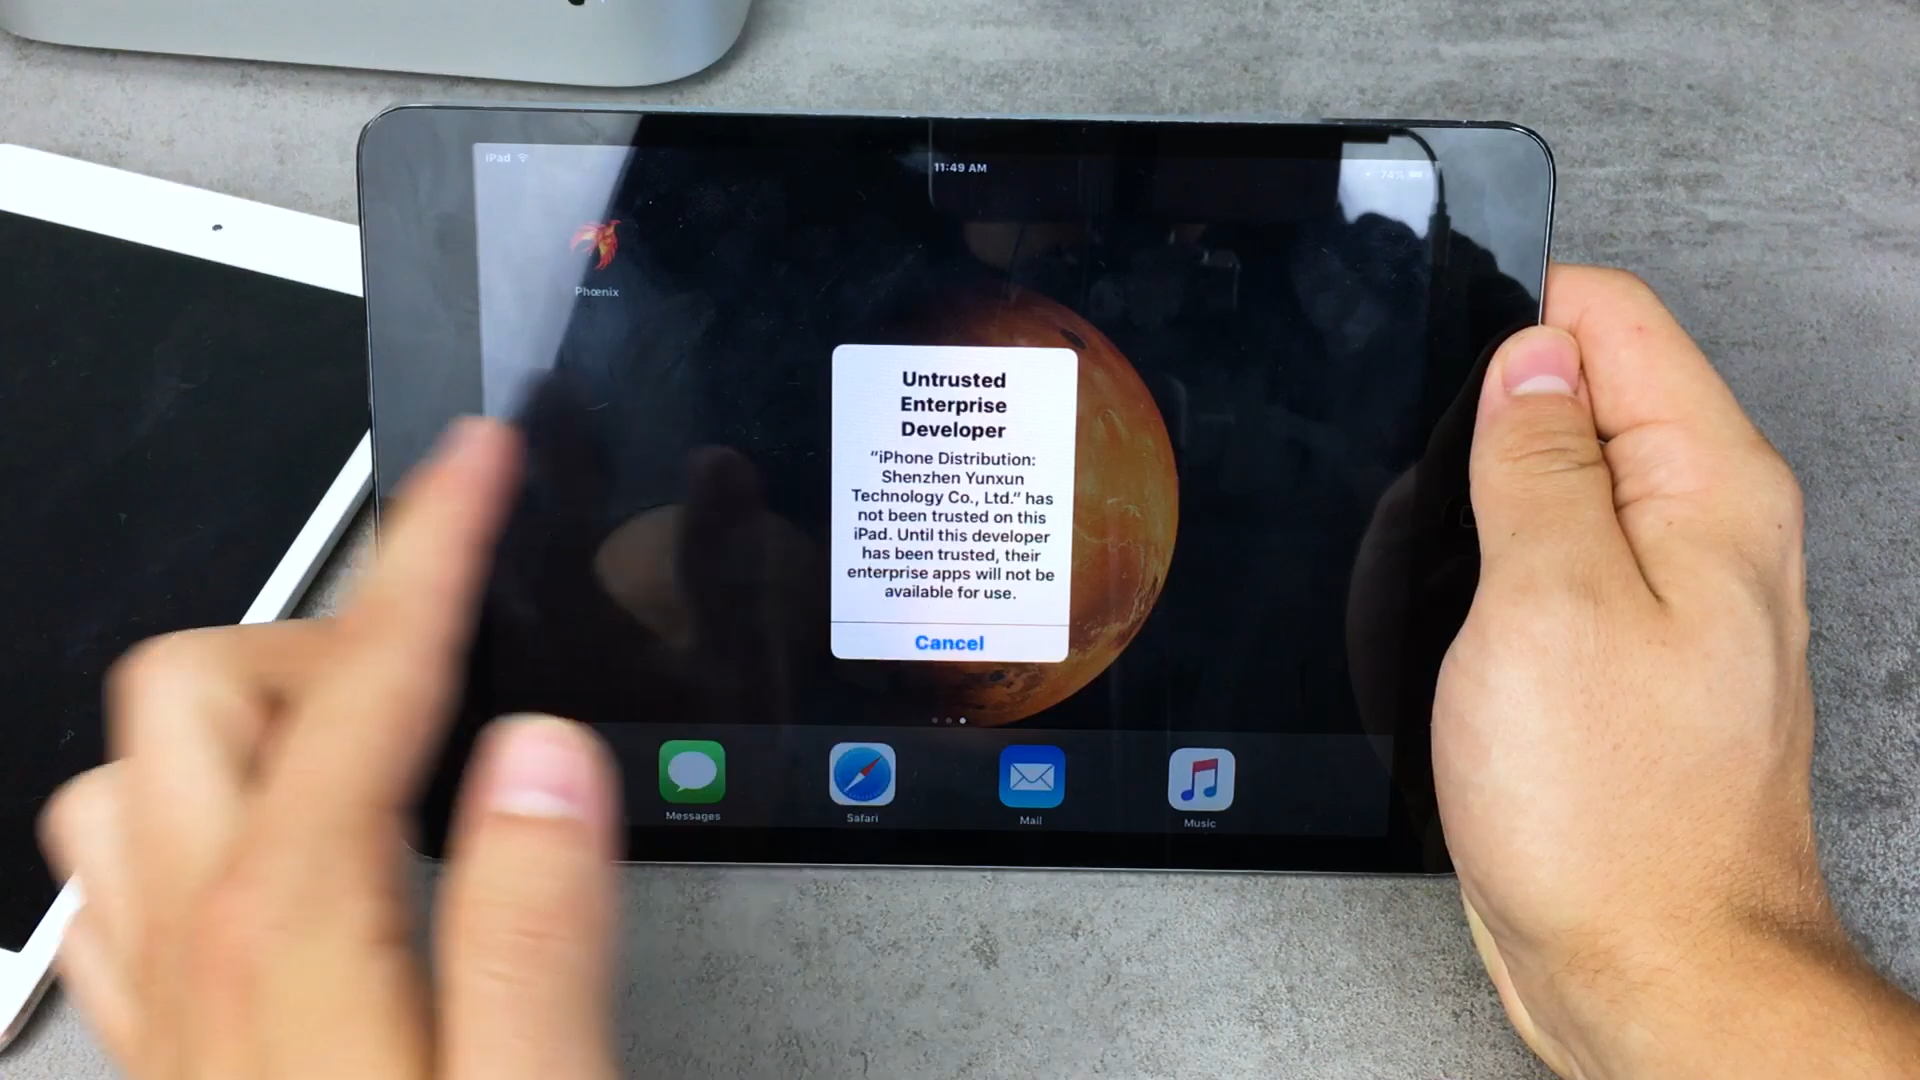 iPad
11:49 AM
74%
Phœnix
Untrusted
Enterprise
Developer
“iPhone Distribution:
Shenzhen Yunxun
Technology Co., Ltd.” has
not been trusted on this
iPad. Until this developer
has been trusted, their
enterprise apps will not be
available for use.
Cancel
Messages
Safari
Mail
Music